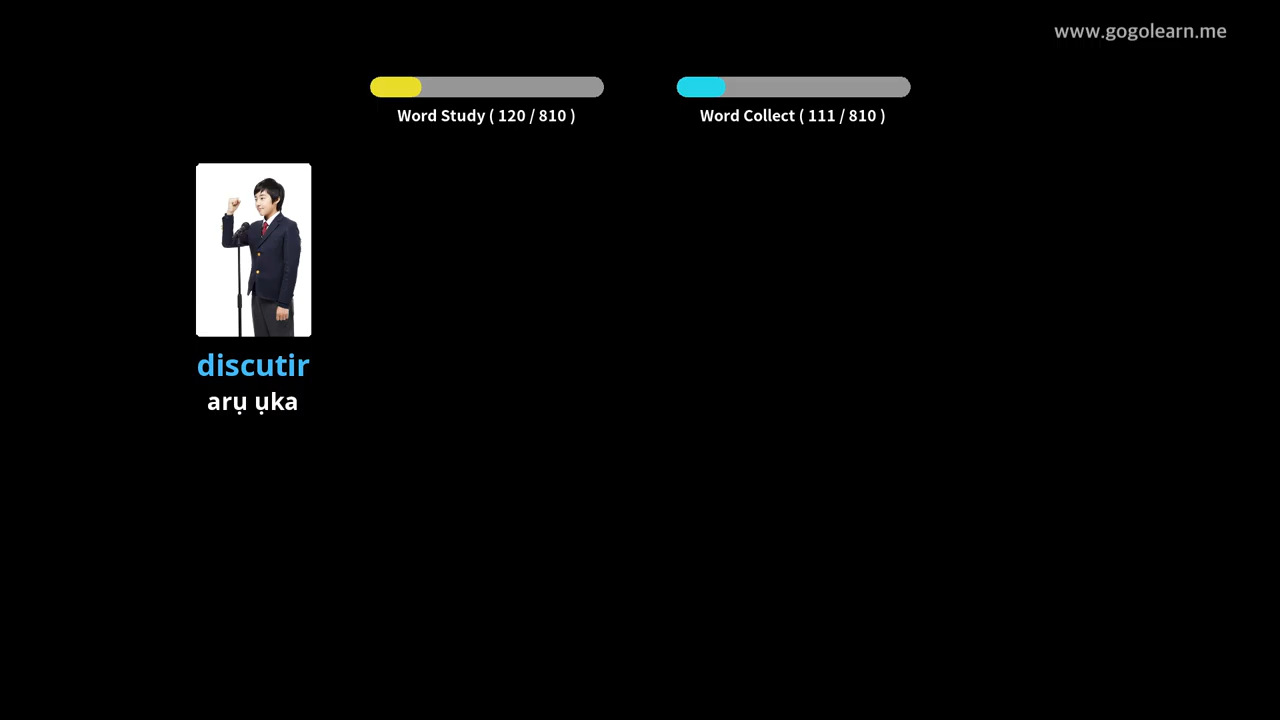 www.gogolearn.me
Word Study ( 120 / 810 )
Word Collect ( 111 / 810 )
discutir
arụ ụka